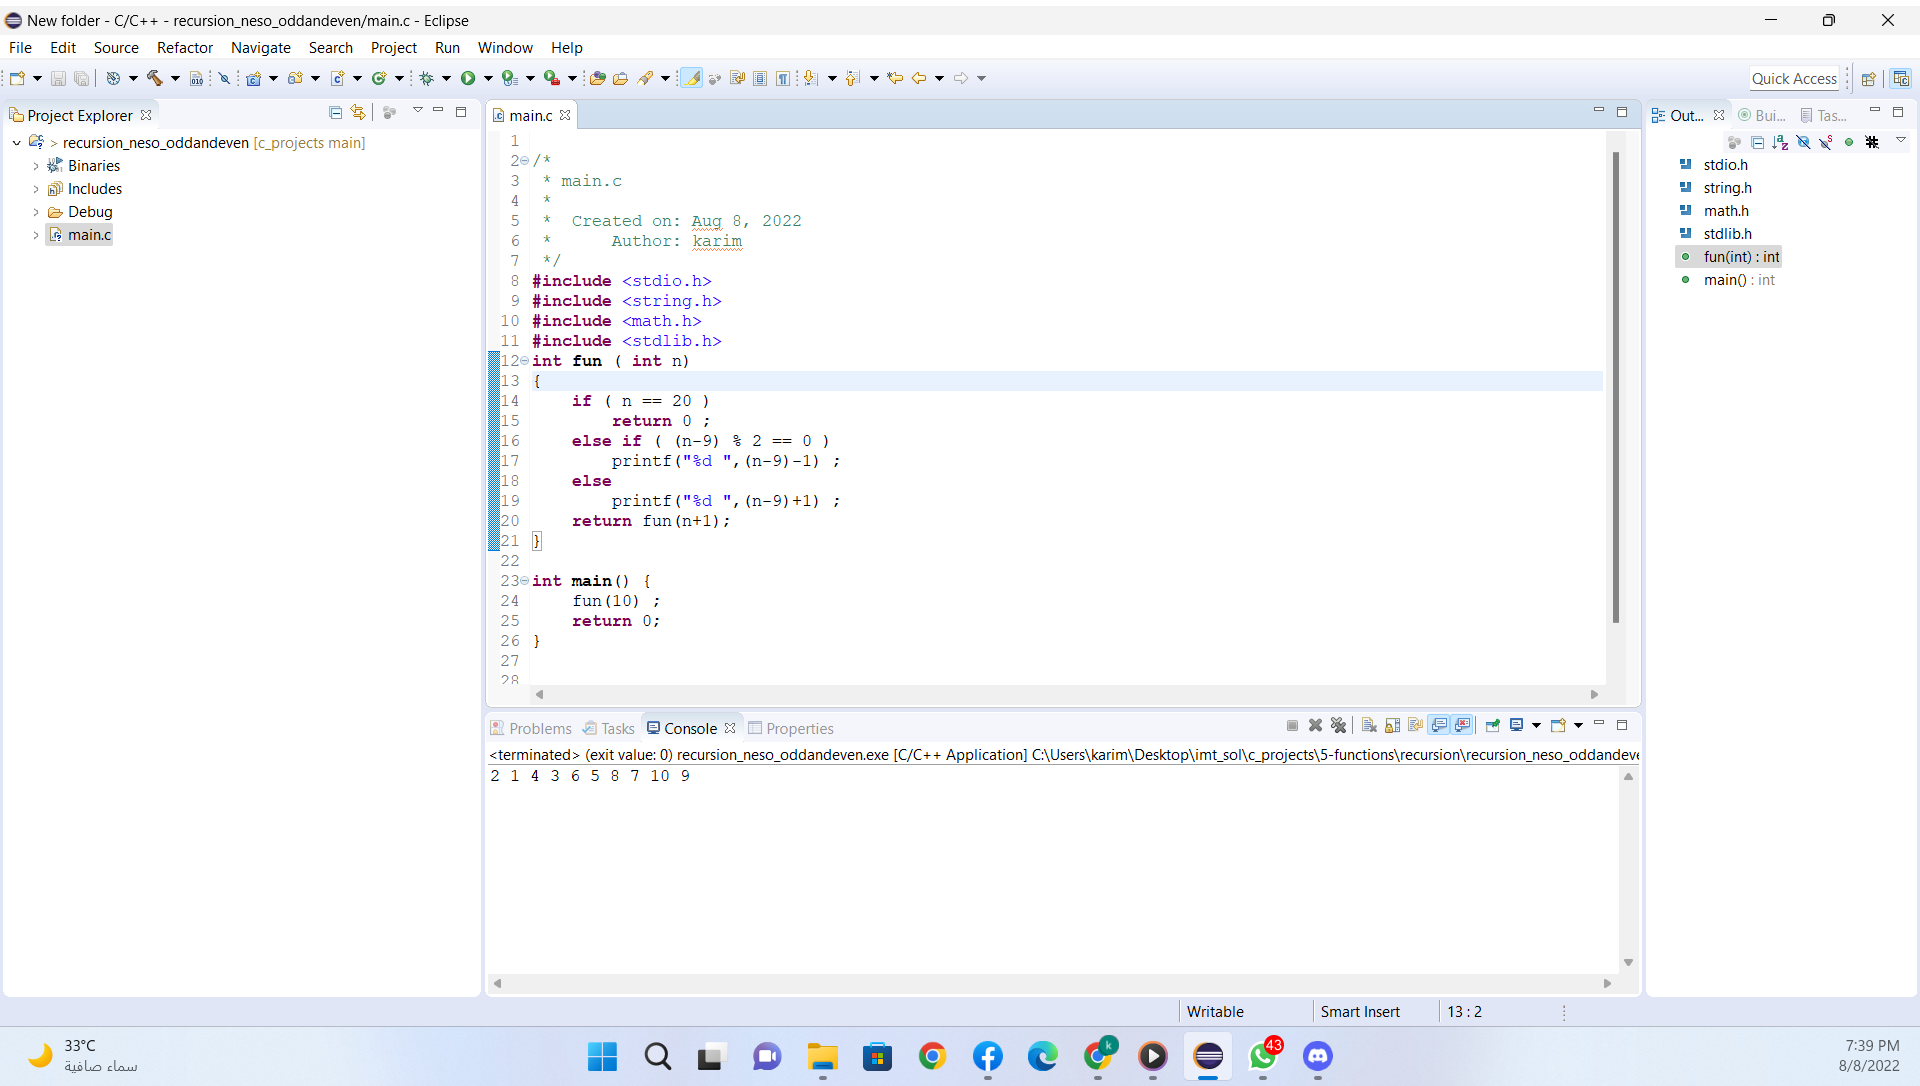 New folder - C/C++ - recursion_neso_oddandeven/main.c - Eclipse
File Edit Source Refactor Navigate Search Project Run Window Help
Quick Access
Project Explorer
> recursion_neso_oddandeven [c_projects main]
Binaries
Includes
Debug
main.c
main.c
1
2 /*
3  * main.c
4  *
5  *  Created on: Aug 8, 2022
6  *      Author: karim
7  */
8 #include <stdio.h>
9 #include <string.h>
10 #include <math.h>
11 #include <stdlib.h>
12 int fun ( int n)
13 {
14     if ( n == 20 )
15         return 0 ;
16     else if ( (n-9) % 2 == 0 )
17         printf("%d ",(n-9)-1) ;
18     else
19         printf("%d ",(n-9)+1) ;
20     return fun(n+1);
21 }
22
23 int main() {
24     fun(10) ;
25     return 0;
26 }
27
28
Out... Bui... Tas...
stdio.h
string.h
math.h
stdlib.h
fun(int) : int
main() : int
Problems Tasks Console Properties
<terminated> (exit value: 0) recursion_neso_oddandeven.exe [C/C++ Application] C:\Users\karim\Desktop\imt_sol\c_projects\5-functions\recursion\recursion_neso_oddandeve
2 1 4 3 6 5 8 7 10 9
Writable Smart Insert 13 : 2
33°C
سماء صافية
k
43
7:39 PM
8/8/2022